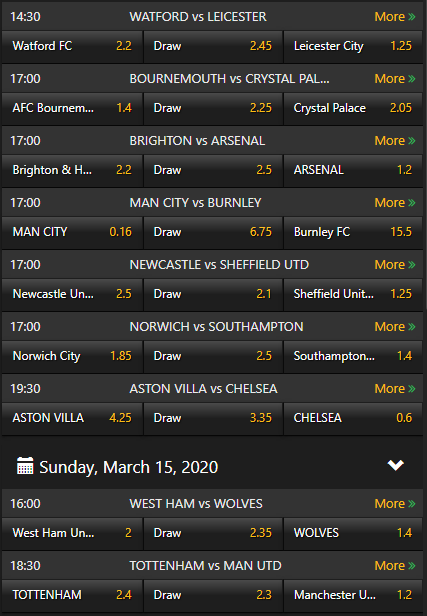 14:30 WATFORD vs LEICESTER More »
Watford FC 2.2 Draw 2.45 Leicester City 1.25
17:00 BOURNEMOUTH vs CRYSTAL PAL... More »
AFC Bournem... 1.4 Draw 2.25 Crystal Palace 2.05
17:00 BRIGHTON vs ARSENAL More »
Brighton & H... 2.2 Draw 2.5 ARSENAL 1.2
17:00 MAN CITY vs BURNLEY More »
MAN CITY 0.16 Draw 6.75 Burnley FC 15.5
17:00 NEWCASTLE vs SHEFFIELD UTD More »
Newcastle Un... 2.5 Draw 2.1 Sheffield Unit... 1.25
17:00 NORWICH vs SOUTHAMPTON More »
Norwich City 1.85 Draw 2.5 Southampton... 1.4
19:30 ASTON VILLA vs CHELSEA More »
ASTON VILLA 4.25 Draw 3.35 CHELSEA 0.6
Sunday, March 15, 2020
16:00 WEST HAM vs WOLVES More »
West Ham Un... 2 Draw 2.35 WOLVES 1.4
18:30 TOTTENHAM vs MAN UTD More »
TOTTENHAM 2.4 Draw 2.3 Manchester U... 1.2